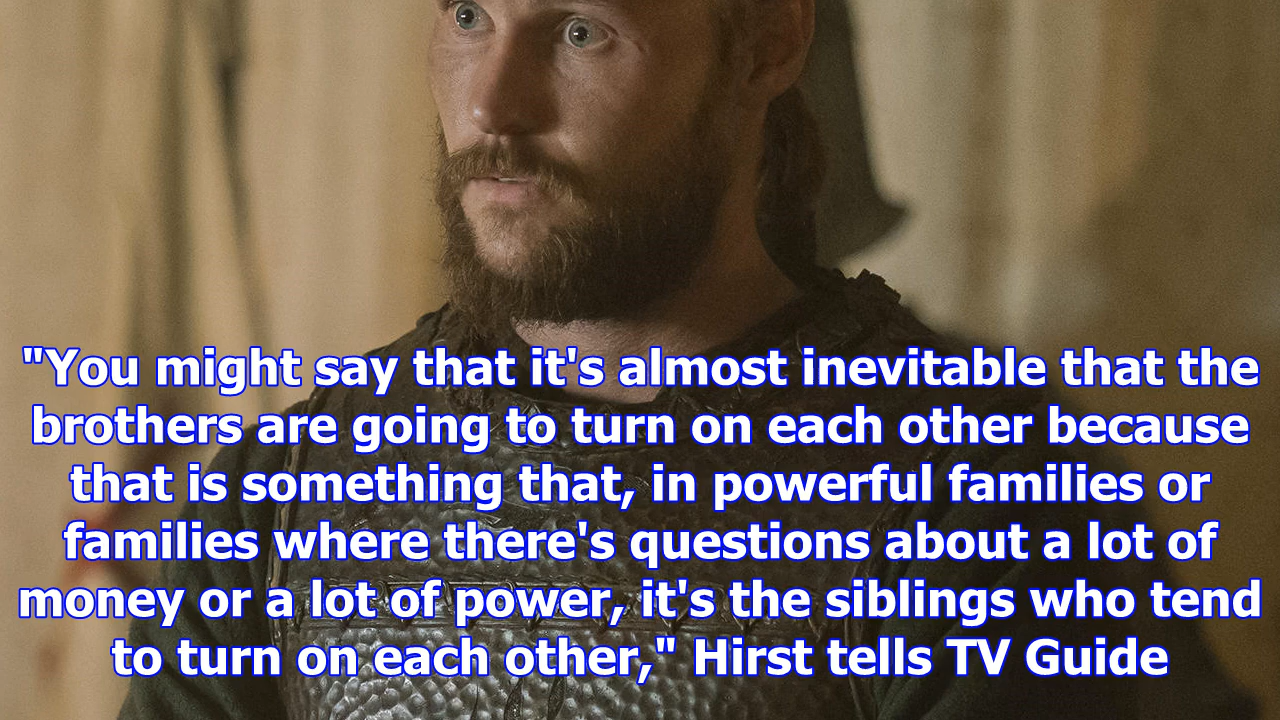 "You might say that it's almost inevitable that the
brothers are going to turn on each other because
that is something that, in powerful families or
families where there's questions about a lot of
money or a lot of power, it's the siblings who tend
to turn on each other," Hirst tells TV Guide